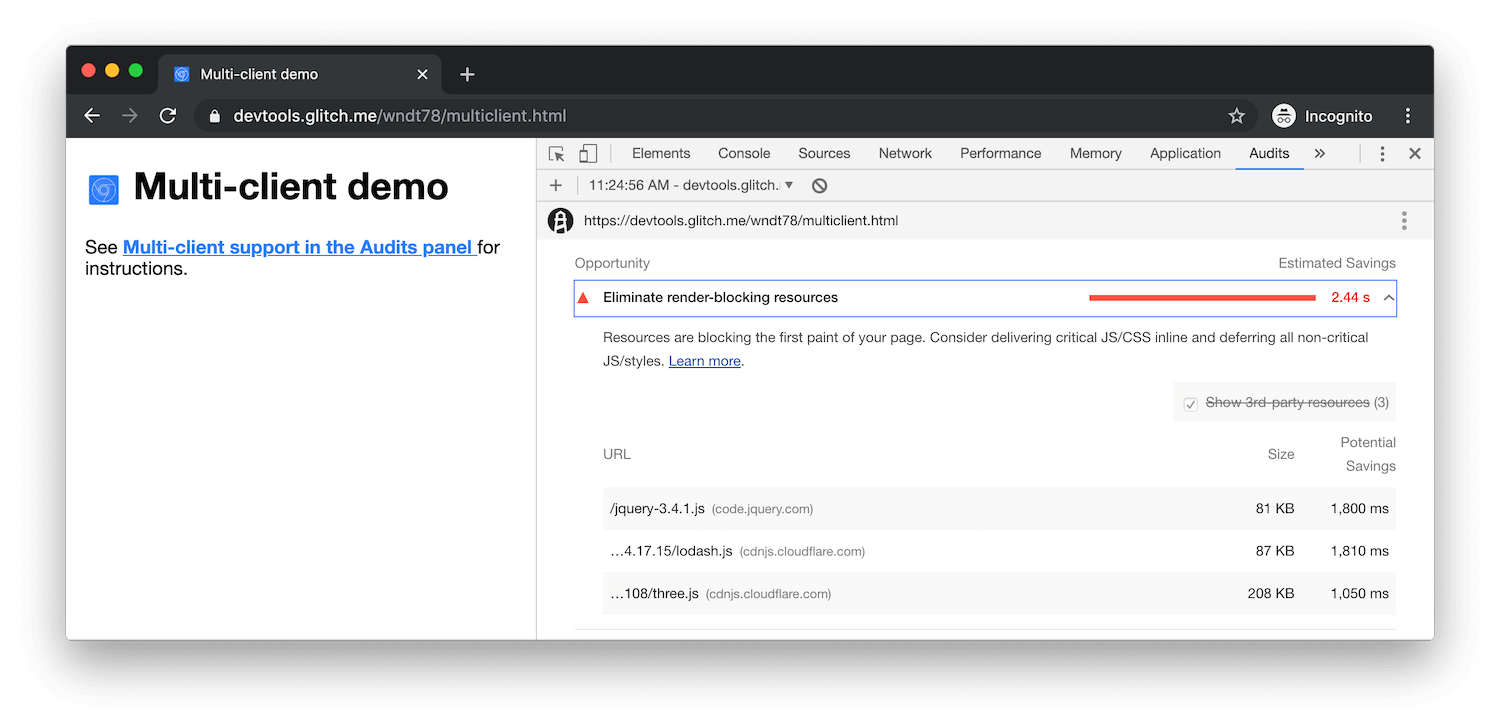 Multi-client demo
devtools.glitch.me/wndt78/multiclient.html
Incognito
Multi-client demo
See Multi-client support in the Audits panel for
instructions.
Elements Console Sources Network Performance Memory Application Audits
11:24:56 AM - devtools.glitch.
https://devtools.glitch.me/wndt78/multiclient.html
Opportunity Estimated Savings
Eliminate render-blocking resources 2.44 s
Resources are blocking the first paint of your page. Consider delivering critical JS/CSS inline and deferring all non-critical
JS/styles. Learn more.
Show 3rd-party resources (3)
URL Size Potential
Savings
/jquery-3.4.1.js (code.jquery.com) 81 KB 1,800 ms
…4.17.15/lodash.js (cdnjs.cloudflare.com) 87 KB 1,810 ms
…108/three.js (cdnjs.cloudflare.com) 208 KB 1,050 ms